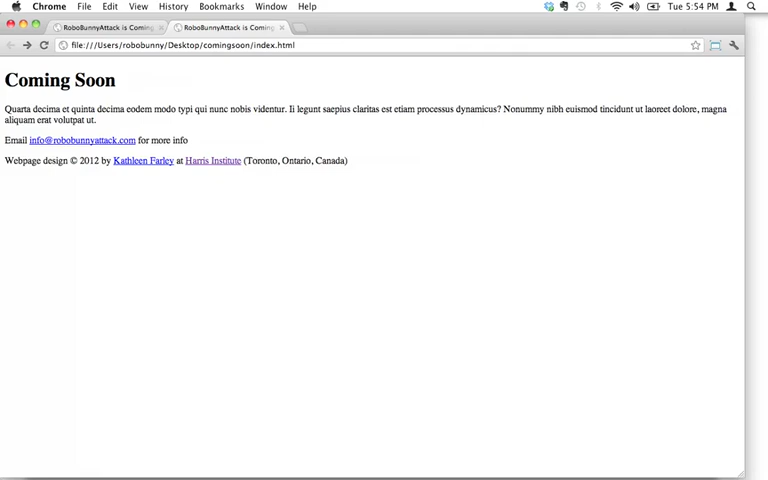 Chrome File Edit View History Bookmarks Window Help Tue 5:54 PM
RoboBunnyAttack is Coming RoboBunnyAttack is Coming
file:///Users/robobunny/Desktop/comingsoon/index.html
Coming Soon
Quarta decima et quinta decima eodem modo typi qui nunc nobis videntur. Ii legunt saepius claritas est etiam processus dynamicus? Nonummy nibh euismod tincidunt ut laoreet dolore, magna
aliquam erat volutpat ut.
Email info@robobunnyattack.com for more info
Webpage design © 2012 by Kathleen Farley at Harris Institute (Toronto, Ontario, Canada)